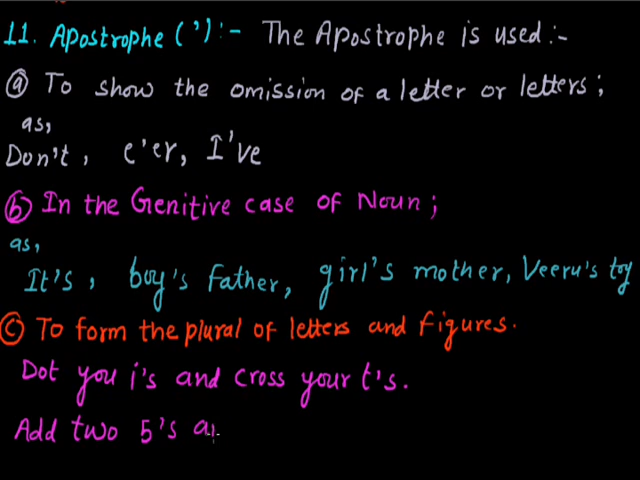 11. Apostrophe (’) :- The Apostrophe is used :-
(a) To show the omission of a letter or letters ;
as,
Don't, e'er, I've
(b) In the Genitive case of Noun ;
as,
It's, boy's Father, girl's mother, Veeru's toy
(c) To form the plural of letters and figures.
Dot you i's and cross your t's.
Add two 5's a